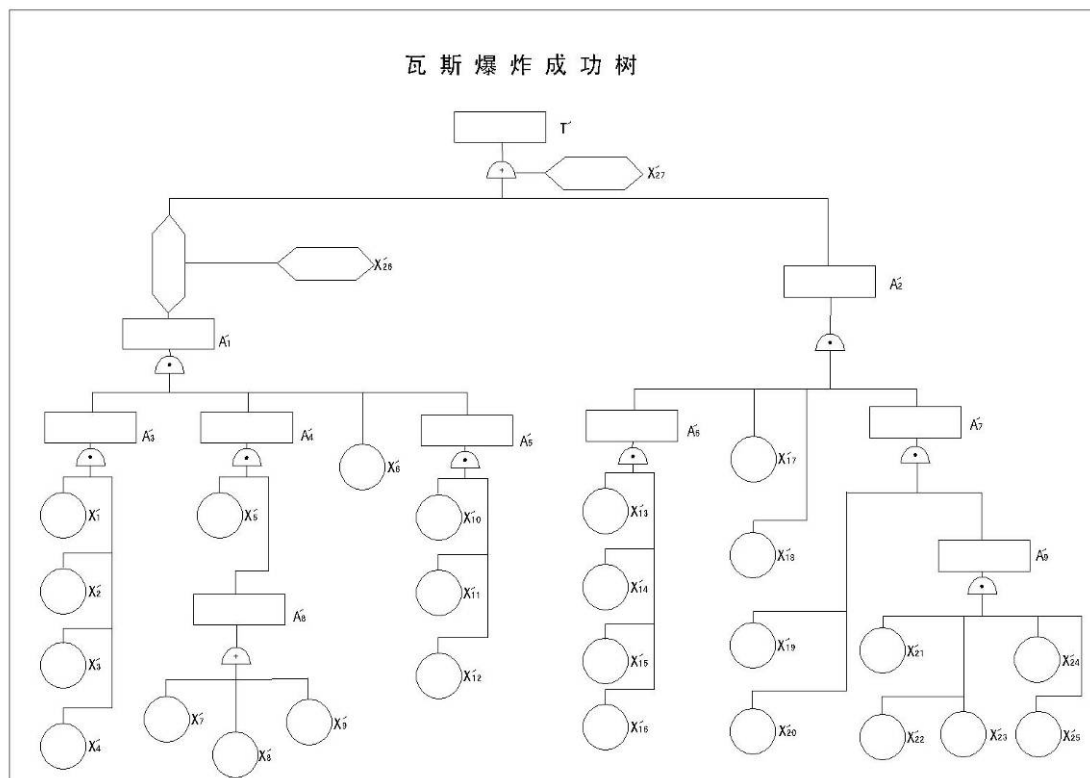 瓦斯爆炸成功树
T′
+
X′27
X′26
A′2
A′1
•
•
A′3
A′4
X′6
A′5
A′6
X′17
A′7
•
•
•
•
•
X′1
X′5
X′10
X′13
X′18
A′9
X′2
X′11
X′14
•
A′8
X′3
+
X′12
X′15
X′19
X′21
X′24
X′4
X′7
X′8
X′9
X′16
X′20
X′22
X′23
X′25